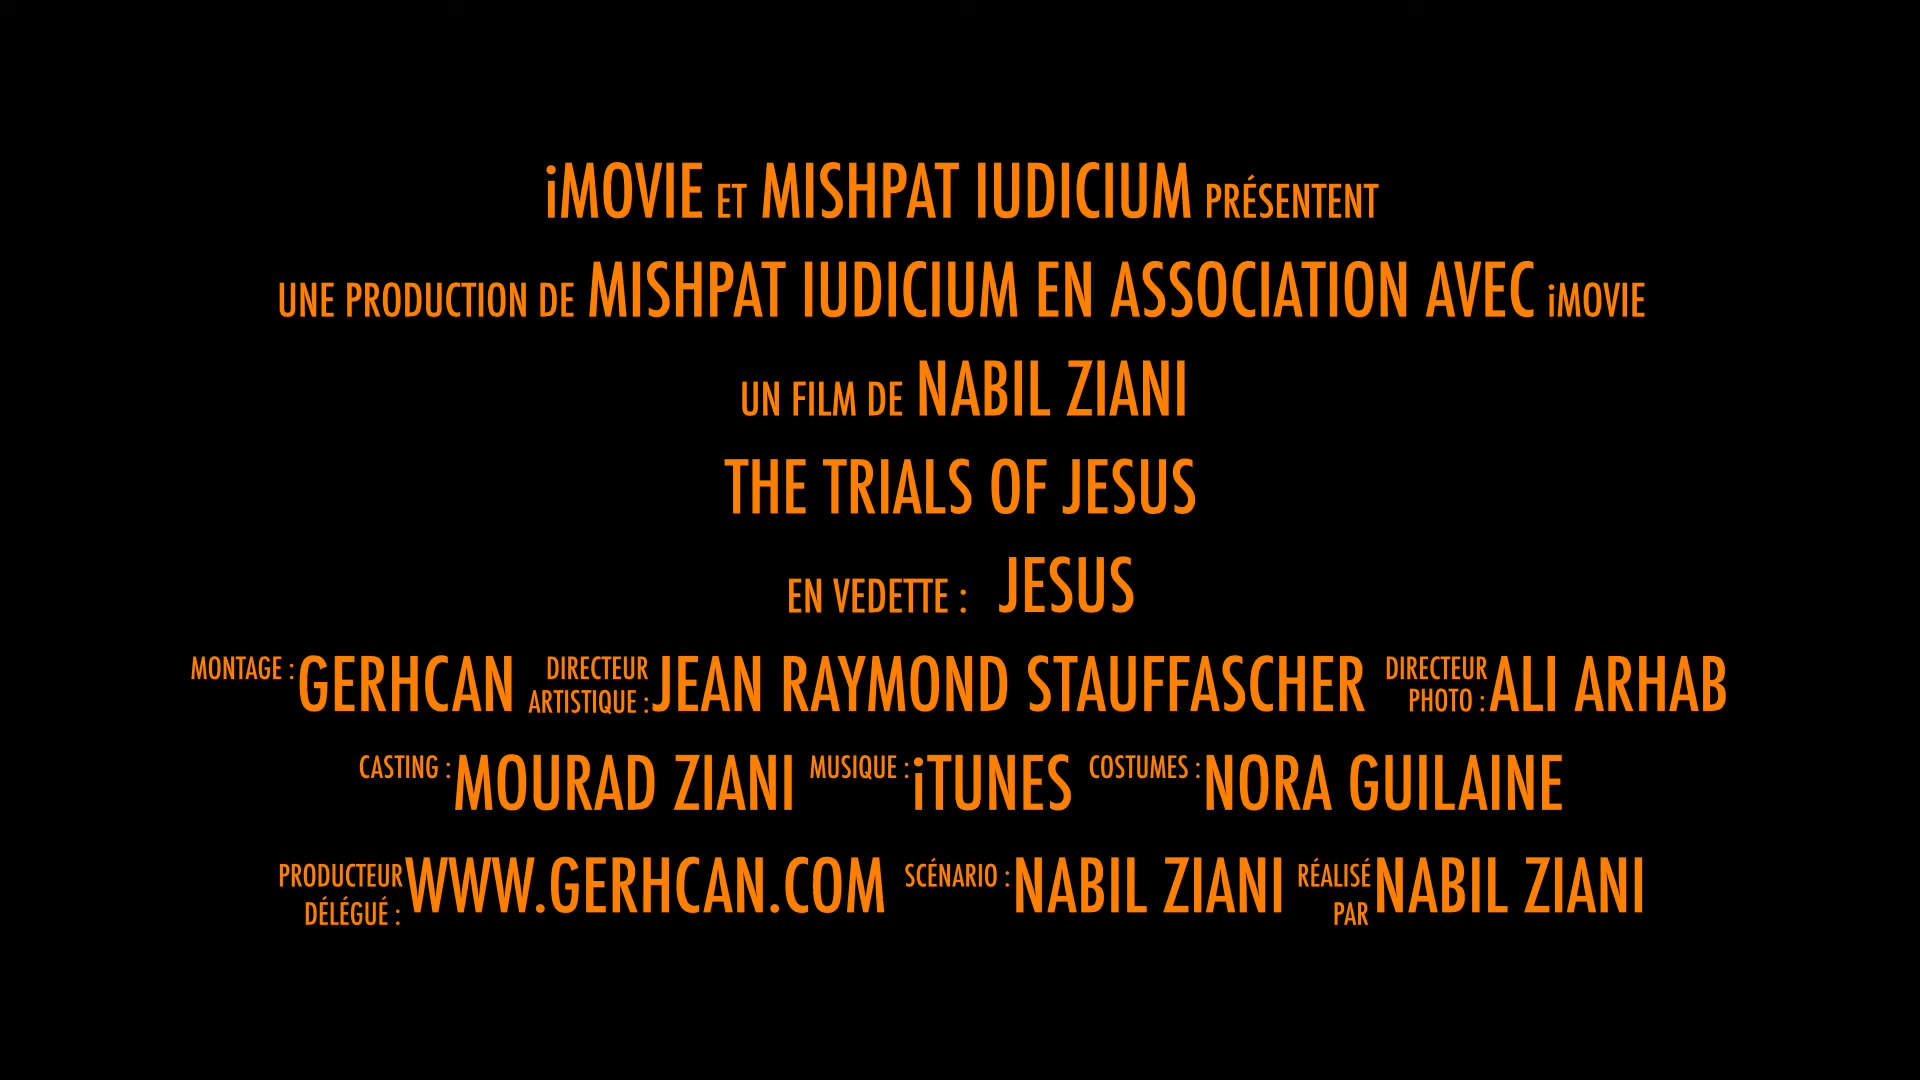 iMOVIE ET MISHPAT IUDICIUM PRÉSENTENT
UNE PRODUCTION DE MISHPAT IUDICIUM EN ASSOCIATION AVEC iMOVIE
UN FILM DE NABIL ZIANI
THE TRIALS OF JESUS
EN VEDETTE : JESUS
MONTAGE : GERHCAN DIRECTEUR ARTISTIQUE : JEAN RAYMOND STAUFFASCHER DIRECTEUR PHOTO : ALI ARHAB
CASTING : MOURAD ZIANI MUSIQUE : iTUNES COSTUMES : NORA GUILAINE
PRODUCTEUR DÉLÉGUÉ : WWW.GERHCAN.COM SCÉNARIO : NABIL ZIANI RÉALISÉ PAR NABIL ZIANI